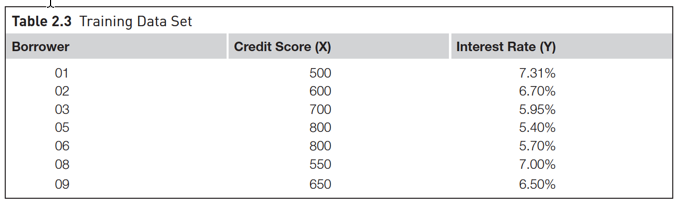 Table 2.3 Training Data Set
Borrower Credit Score (X) Interest Rate (Y)
01 500 7.31%
02 600 6.70%
03 700 5.95%
05 800 5.40%
06 800 5.70%
08 550 7.00%
09 650 6.50%